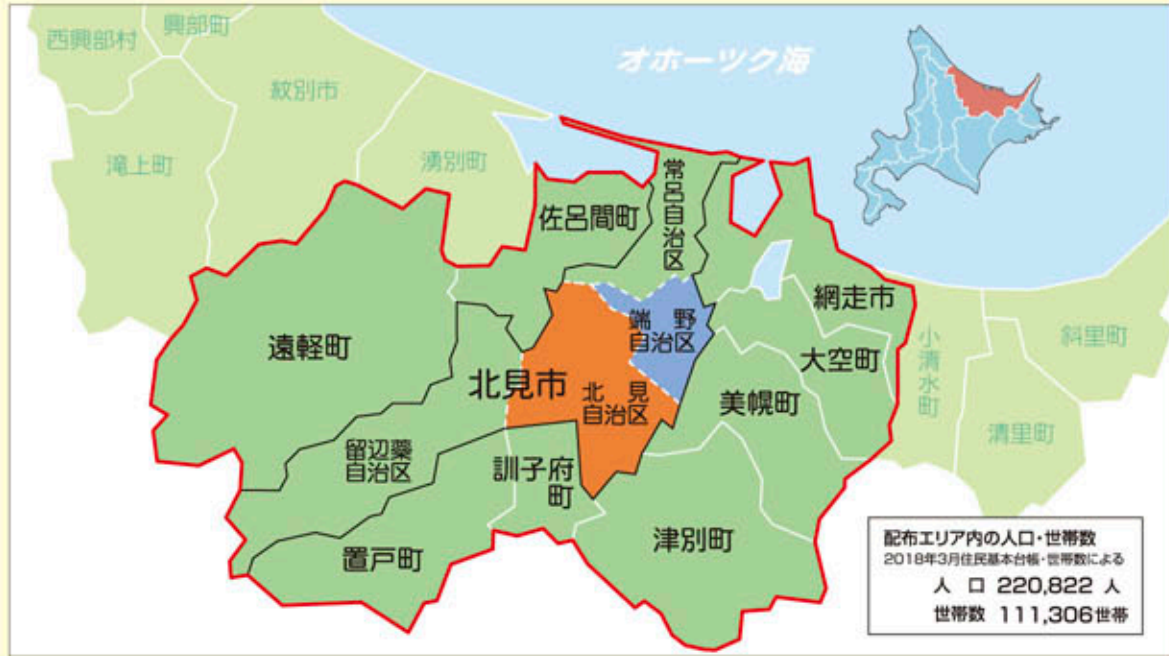 オホーツク海
西興部村
興部町
紋別市
滝上町
湧別町
佐呂間町
常呂自治区
遠軽町
端野
自治区
網走市
大空町
小清水町
斜里町
清里町
北見市
北見
自治区
美幌町
留辺蘂
自治区
訓子府
町
置戸町
津別町
配布エリア内の人口・世帯数
2018年3月住民基本台帳・世帯数による
人 口 220,822 人
世帯数 111,306世帯